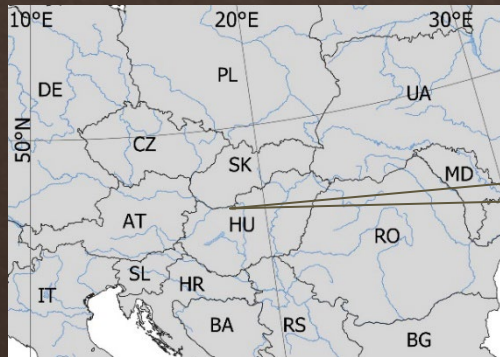 10°E 20°E 30°E
DE PL UA
50°N CZ
SK MD
AT HU RO
SL HR
IT BA RS BG